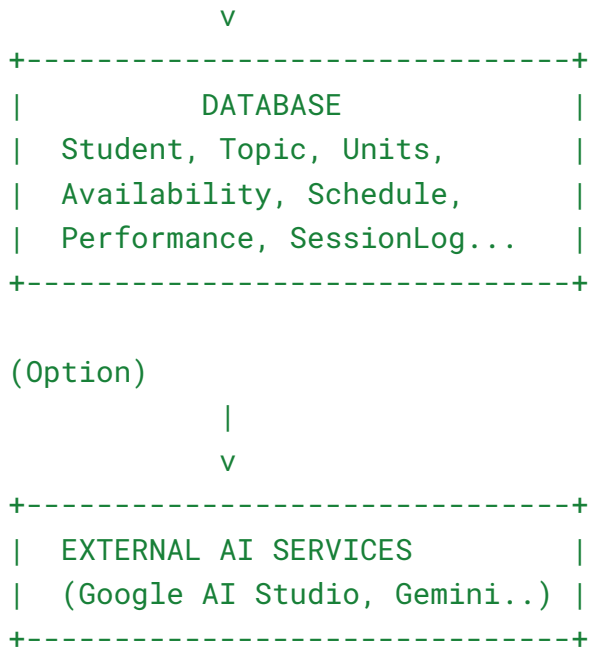 v
+-------------------------------+
|           DATABASE            |
|  Student, Topic, Units,       |
|  Availability, Schedule,      |
|  Performance, SessionLog...   |
+-------------------------------+
(Option)
|
v
+-------------------------------+
|  EXTERNAL AI SERVICES         |
|  (Google AI Studio, Gemini..) |
+-------------------------------+